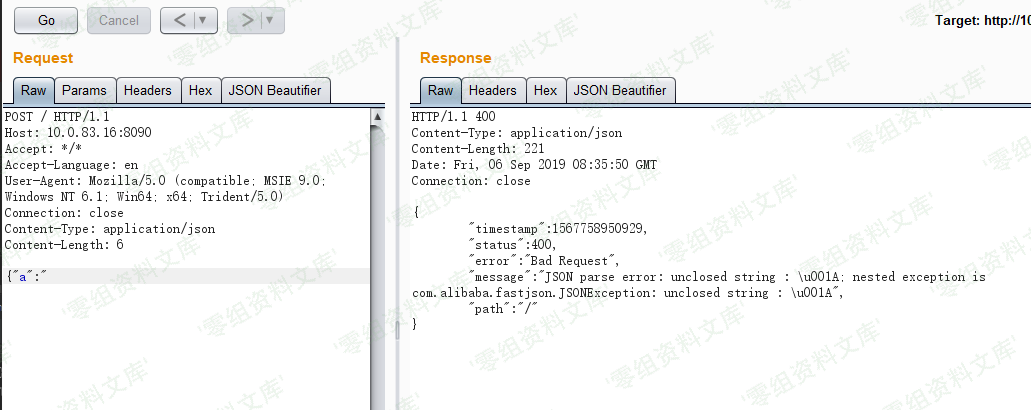 Go
Cancel
< ▼
> ▼
Target: http://10
Request
Response
Raw
Params
Headers
Hex
JSON Beautifier
Raw
Headers
Hex
JSON Beautifier
POST / HTTP/1.1
Host: 10.0.83.16:8090
Accept: */*
Accept-Language: en
User-Agent: Mozilla/5.0 (compatible; MSIE 9.0;
Windows NT 6.1; Win64; x64; Trident/5.0)
Connection: close
Content-Type: application/json
Content-Length: 6
{"a":"
HTTP/1.1 400
Content-Type: application/json
Content-Length: 221
Date: Fri, 06 Sep 2019 08:35:50 GMT
Connection: close
{
"timestamp":1567758950929,
"status":400,
"error":"Bad Request",
"message":"JSON parse error: unclosed string : \u001A; nested exception is
com.alibaba.fastjson.JSONException: unclosed string : \u001A",
"path":"/"
}
'零组资料文库'